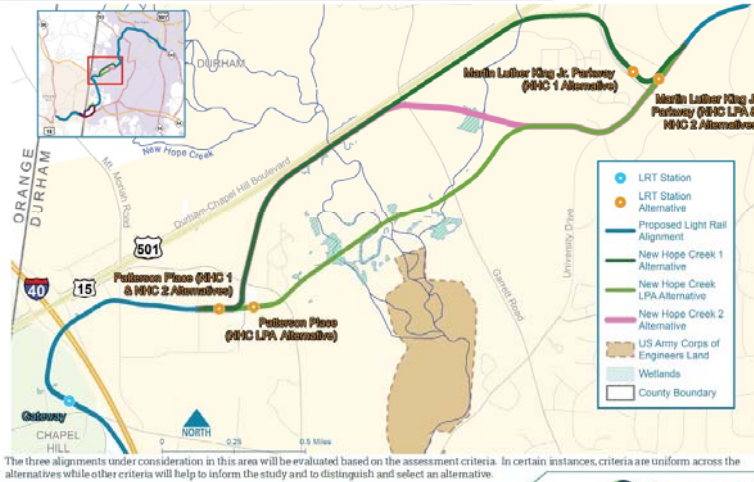 DURHAM
Martin Luther King Jr. Parkway
(NHC 1 Alternative)
Martin Luther King J
Parkway (NHC LPA &
NHC 2 Alternatives
New Hope Creek
Durham-Chapel Hill Boulevard
ORANGE
DURHAM
Mt. Moriah Road
501
15
40
Patterson Place (NHC 1
& NHC 2 Alternatives)
Patterson Place
(NHC LPA Alternative)
Garrett Road
University Drive
Gateway
CHAPEL
HILL
NORTH
0 0.25 0.5 Miles
LRT Station
LRT Station
Alternative
Proposed Light Rail
Alignment
New Hope Creek 1
Alternative
New Hope Creek
LPA Alternative
New Hope Creek 2
Alternative
US Army Corps of
Engineers Land
Wetlands
County Boundary
The three alignments under consideration in this area will be evaluated based on the assessment criteria. In certain instances, criteria are uniform across the
alternatives while other criteria will help to inform the study and to distinguish and select an alternative.